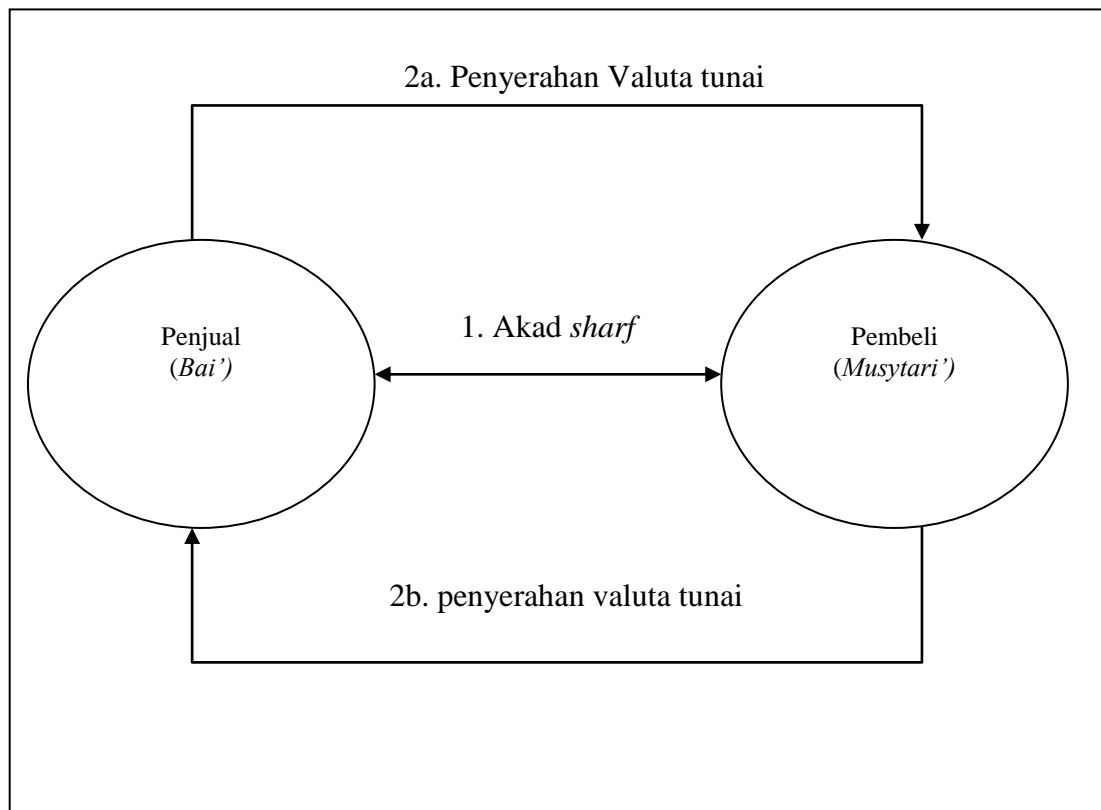 2a. Penyerahan Valuta tunai
Penjual
(Bai’)
1. Akad sharf
Pembeli
(Musytari’)
2b. penyerahan valuta tunai